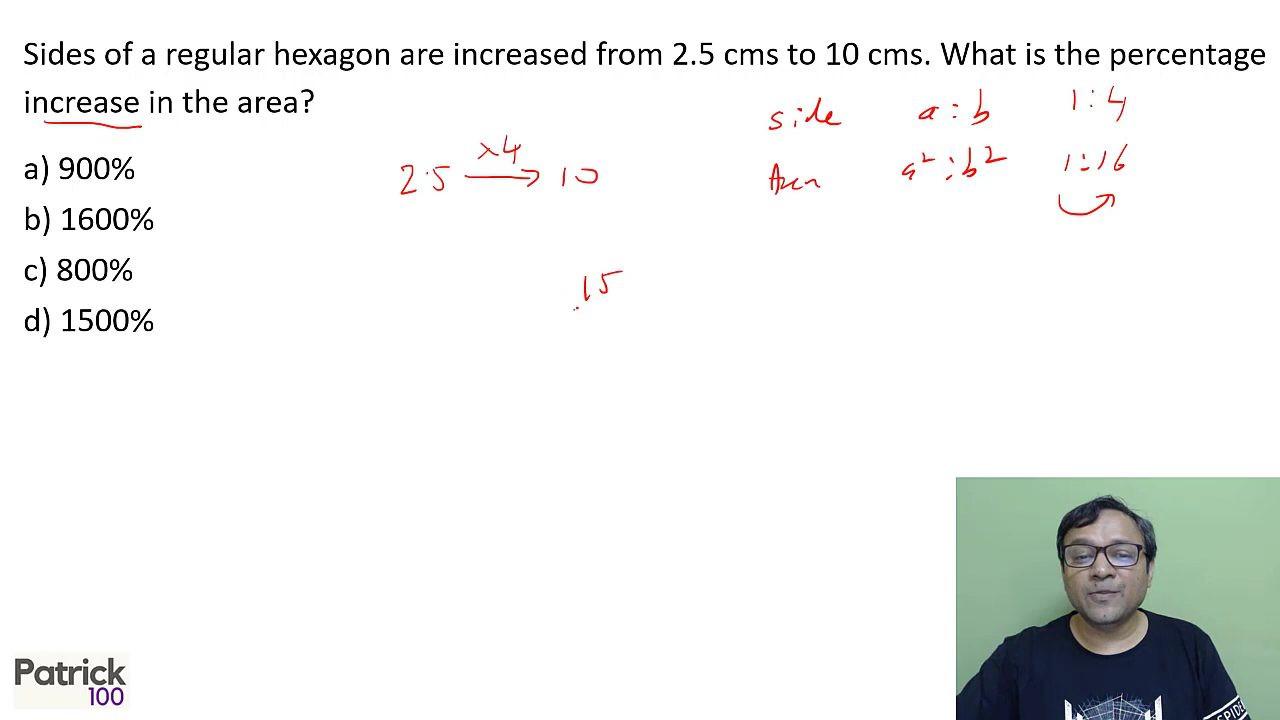 Sides of a regular hexagon are increased from 2.5 cms to 10 cms. What is the percentage
increase in the area?
side a : b 1 : 4
Area a² : b² 1 : 16
a) 900%
2.5 ×4 10
b) 1600%
c) 800%
15
d) 1500%
Patrick
100
SPIDE